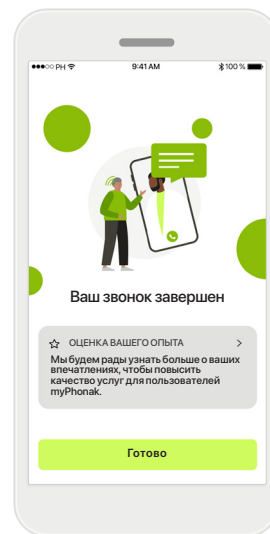 PH 9:41 AM 100 %
Ваш звонок завершен
ОЦЕНКА ВАШЕГО ОПЫТА
Мы будем рады узнать больше о ваших
впечатлениях, чтобы повысить
качество услуг для пользователей
myPhonak.
Готово